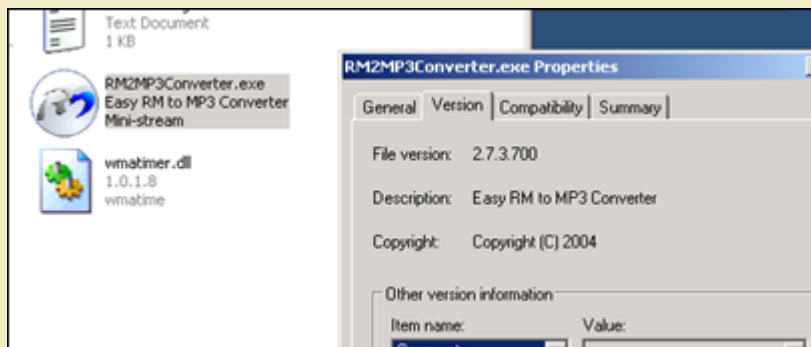 Text Document
1 KB
RM2MP3Converter.exe
Easy RM to MP3 Converter
Mini-stream
wmatimer.dll
1.0.1.8
wmatime
RM2MP3Converter.exe Properties
General Version Compatibility Summary
File version: 2.7.3.700
Description: Easy RM to MP3 Converter
Copyright: Copyright (C) 2004
Other version information
Item name: Value: